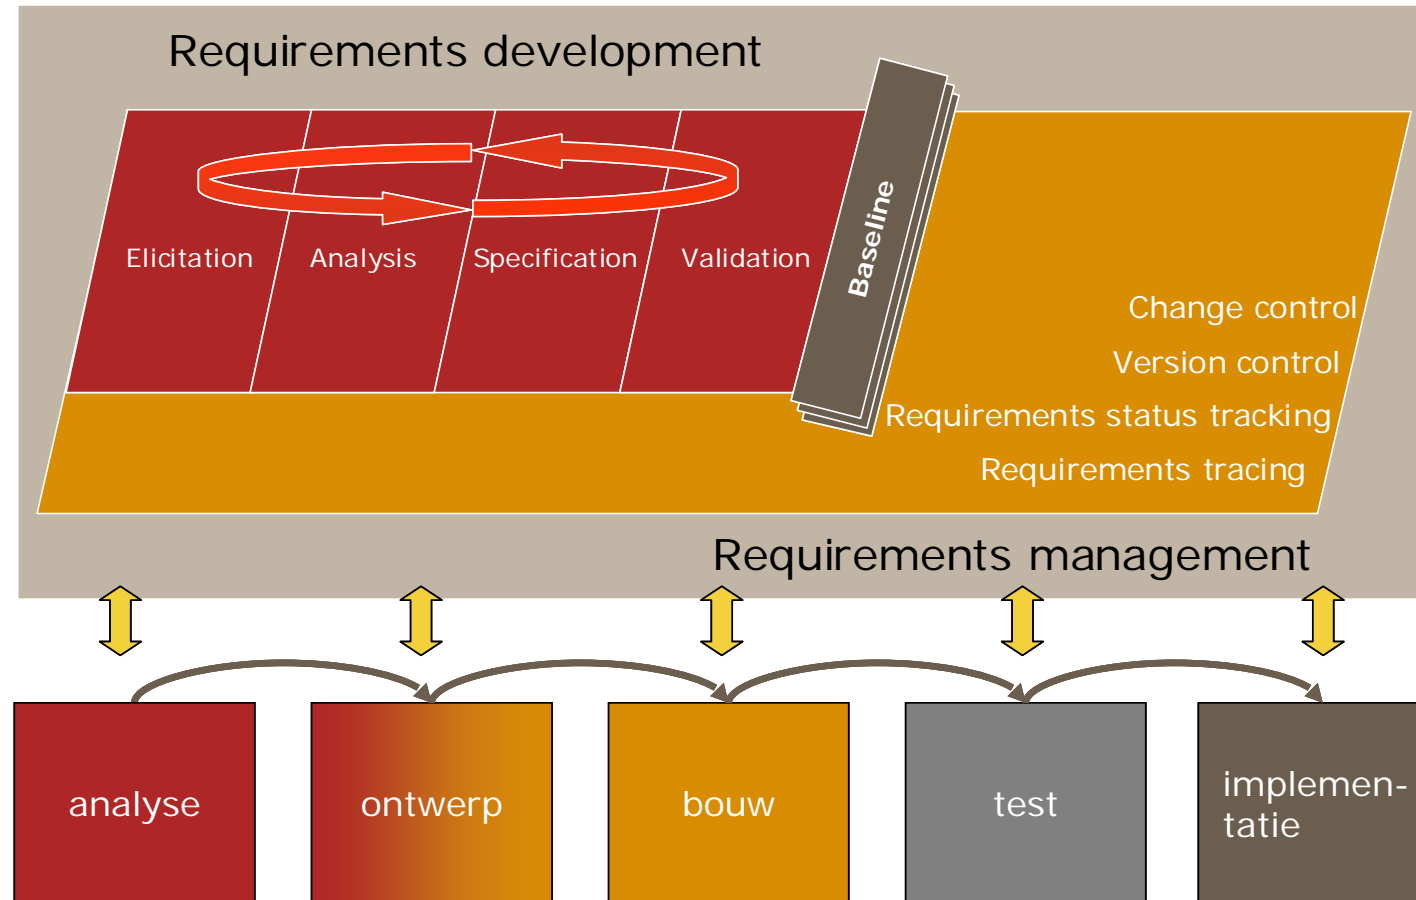 Requirements development
Elicitation
Analysis
Specification
Validation
Baseline
Change control
Version control
Requirements status tracking
Requirements tracing
Requirements management
analyse
ontwerp
bouw
test
implemen-
tatie